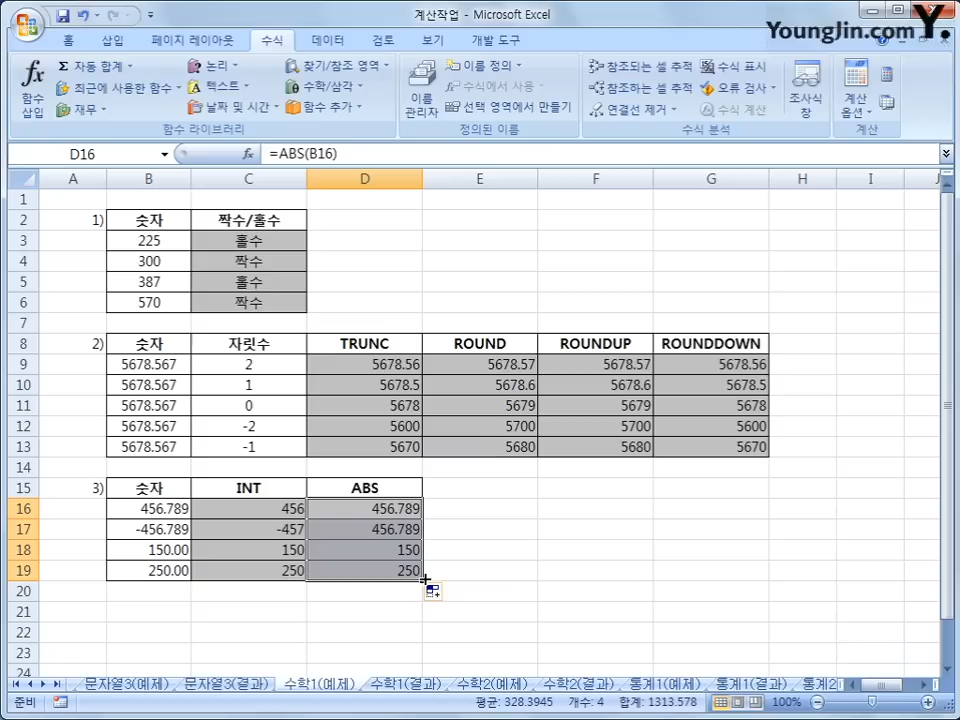 계산작업 - Microsoft Excel
YoungJin.com Y.
홈 삽입 페이지 레이아웃 수식 데이터 검토 보기 개발 도구
함수 삽입
Σ 자동 합계
최근에 사용한 함수
재무
논리
텍스트
날짜 및 시간
찾기/참조 영역
수학/삼각
함수 추가
함수 라이브러리
이름 관리자
이름 정의
수식에서 사용
선택 영역에서 만들기
정의된 이름
참조되는 셀 추적
참조하는 셀 추적
연결선 제거
수식 표시
오류 검사
수식 계산
수식 분석
조사식 창
계산 옵션
계산
D16 fx =ABS(B16)
A B C D E F G H I J
1
2 1) 숫자 짝수/홀수
3 225 홀수
4 300 짝수
5 387 홀수
6 570 짝수
7
8 2) 숫자 자릿수 TRUNC ROUND ROUNDUP ROUNDDOWN
9 5678.567 2 5678.56 5678.57 5678.57 5678.56
10 5678.567 1 5678.5 5678.6 5678.6 5678.5
11 5678.567 0 5678 5679 5679 5678
12 5678.567 -2 5600 5700 5700 5600
13 5678.567 -1 5670 5680 5680 5670
14
15 3) 숫자 INT ABS
16 456.789 456 456.789
17 -456.789 -457 456.789
18 150.00 150 150
19 250.00 250 250
20
21
22
23
24
문자열3(예제) 문자열3(결과) 수학1(예제) 수학1(결과) 수학2(예제) 수학2(결과) 통계1(예제) 통계1(결과) 통계2
준비 평균: 328.3945 개수: 4 합계: 1313.578 100%